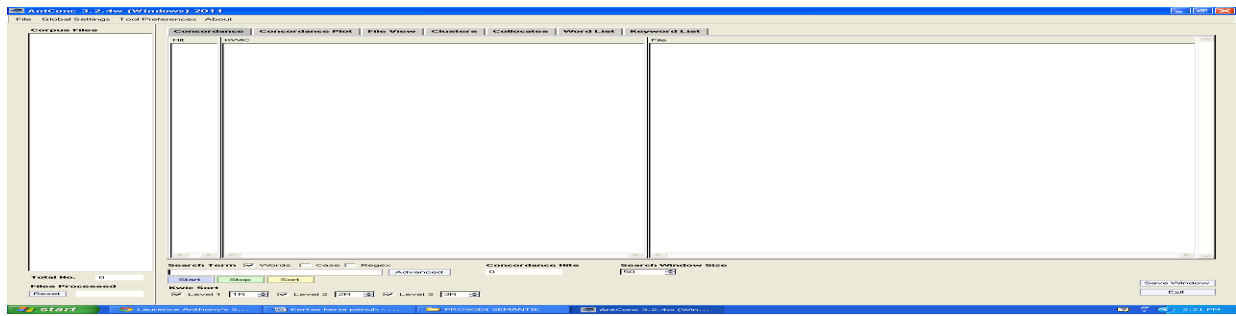 AntConc 3.2.4w (Windows) 2011
File Global Settings Tool Preferences About
Corpus Files
Concordance Concordance Plot File View Clusters Collocates Word List Keyword List
Hit KWIC File
Search Term Words Case Regex Concordance Hits Search Window Size
Advanced 0 50
Total No. 0
Start Stop Sort
Files Processed
Kwic Sort
Save Window
Reset
Level 1 1R Level 2 2R Level 3 3R
Exit
start Laurence Anthony's S... Kertas kerja penuh - ... PROSODI SEMANTIK AntConc 3.2.4w (Win... 2:21 PM